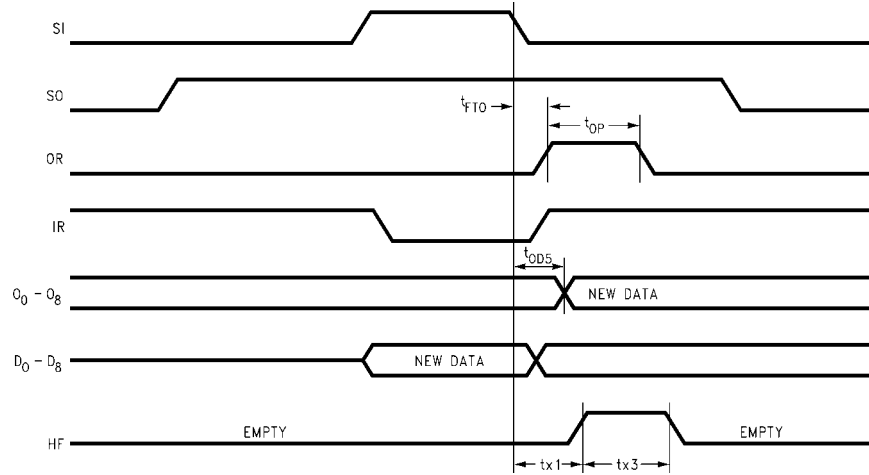 SI
SO
tFTO
tOP
OR
IR
tOD5
O0 – O8
NEW DATA
D0 – D8
NEW DATA
HF
EMPTY
EMPTY
tx1
tx3